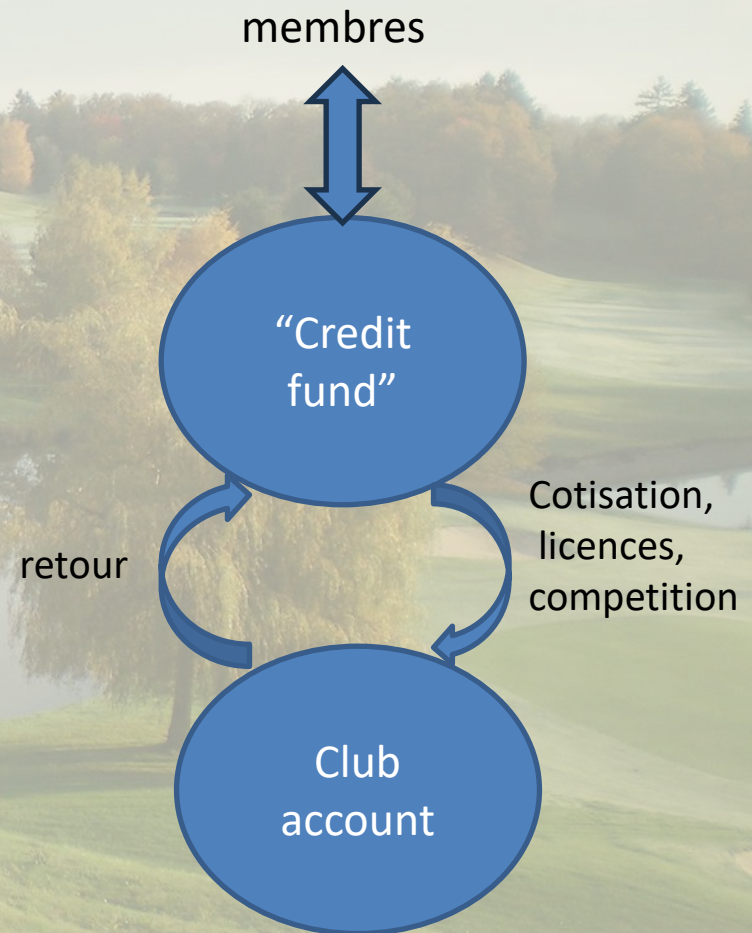 membres
“Credit
fund”
Cotisation,
licences,
competition
retour
Club
account